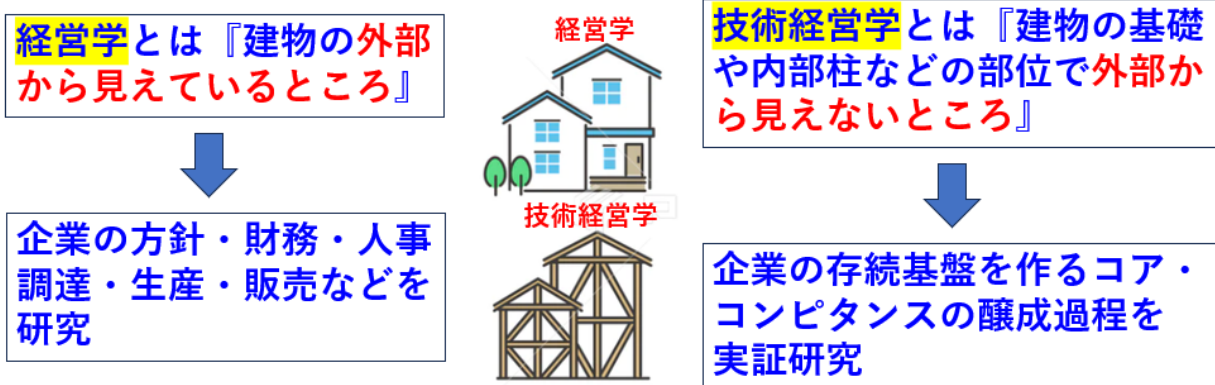 経営学とは『建物の外部
から見えているところ』
企業の方針・財務・人事
調達・生産・販売などを
研究
経営学
技術経営学
技術経営学とは『建物の基礎
や内部柱などの部位で外部か
ら見えないところ』
企業の存続基盤を作るコア・
コンピタンスの醸成過程を
実証研究